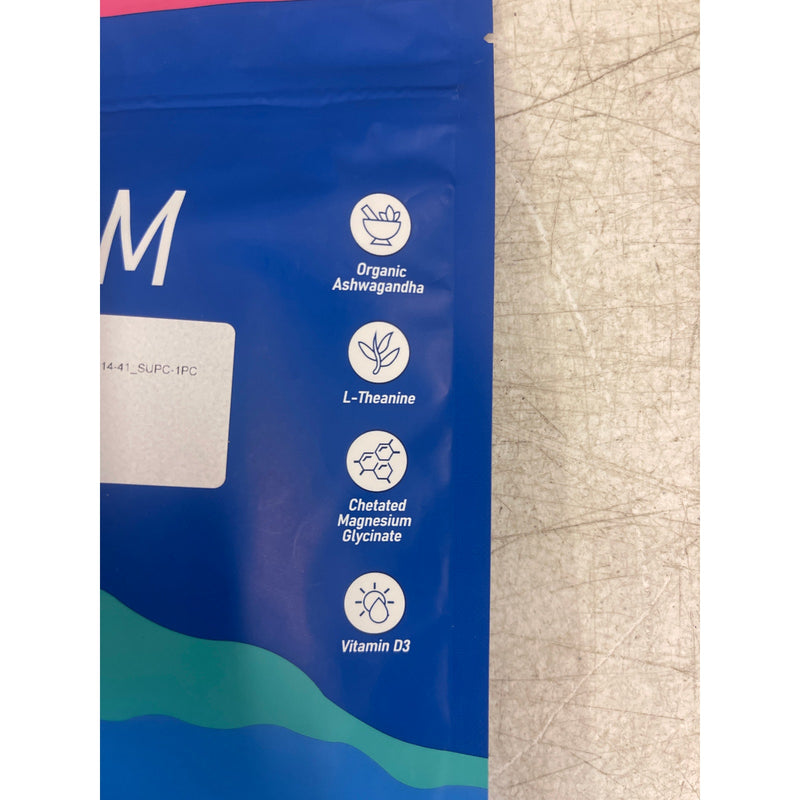 M
Organic
Ashwagandha
14-41_SUPC-1PC
L-Theanine
Chetated
Magnesium
Glycinate
Vitamin D3